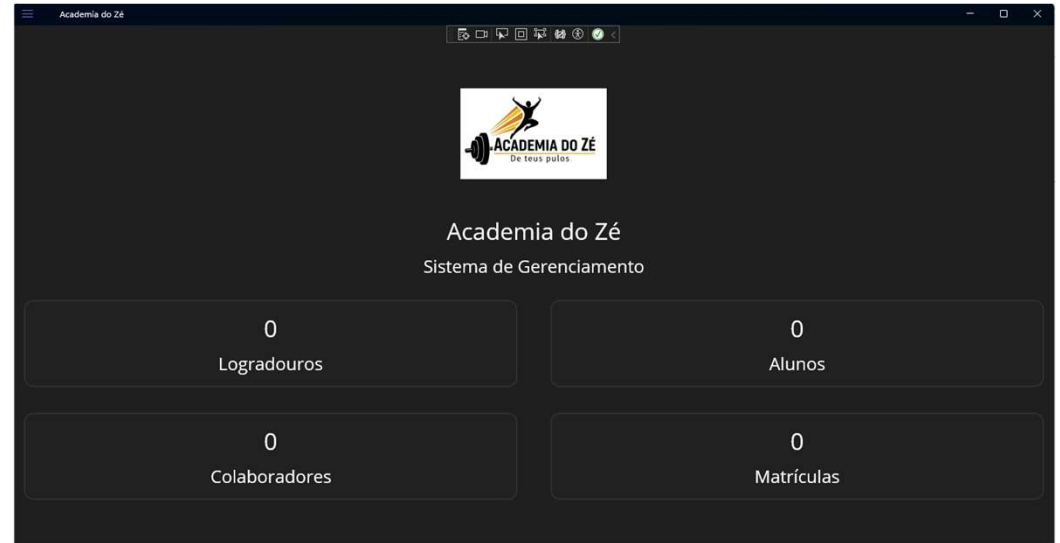 Academia do Zé
ACADEMIA DO ZÉ
De teus pulos.
Academia do Zé
Sistema de Gerenciamento
0
Logradouros
0
Alunos
0
Colaboradores
0
Matrículas